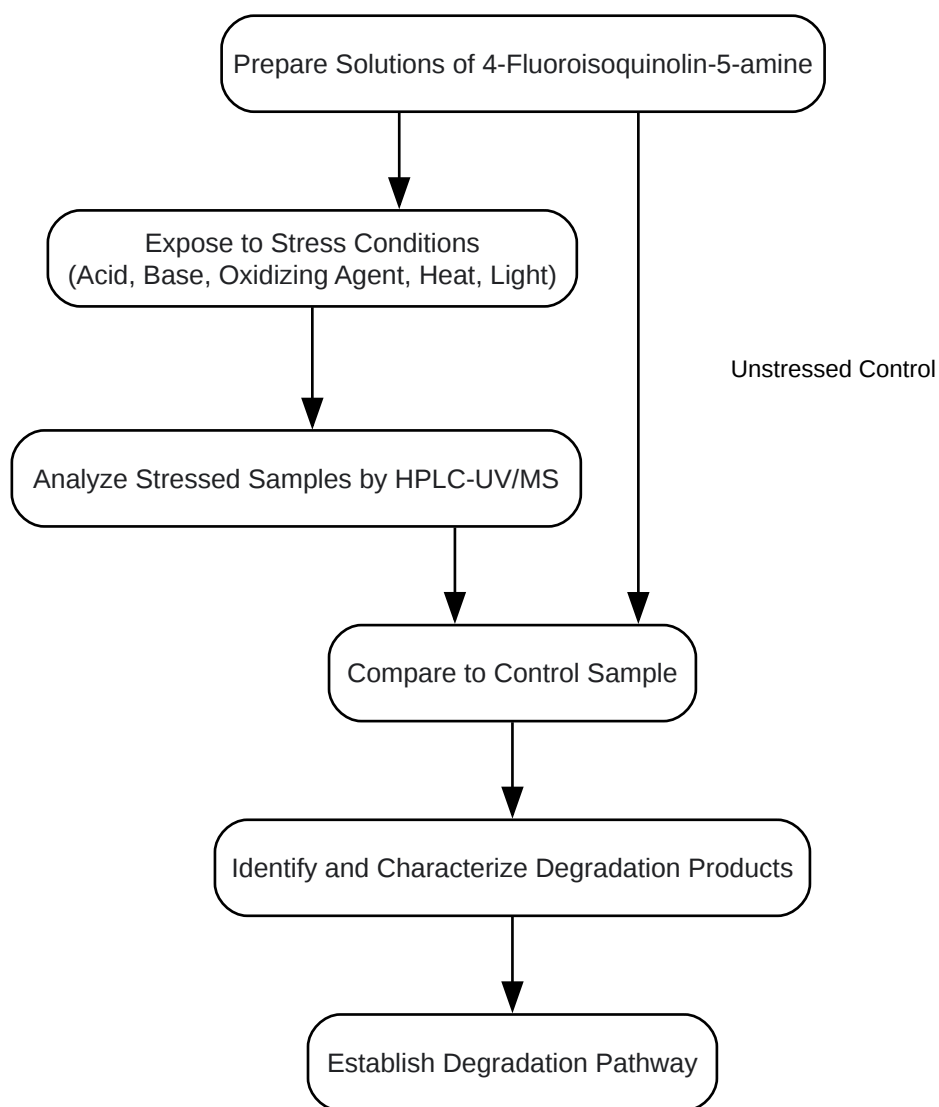 Prepare Solutions of 4-Fluoroisoquinolin-5-amine
Expose to Stress Conditions
(Acid, Base, Oxidizing Agent, Heat, Light)
Unstressed Control
Analyze Stressed Samples by HPLC-UV/MS
Compare to Control Sample
Identify and Characterize Degradation Products
Establish Degradation Pathway